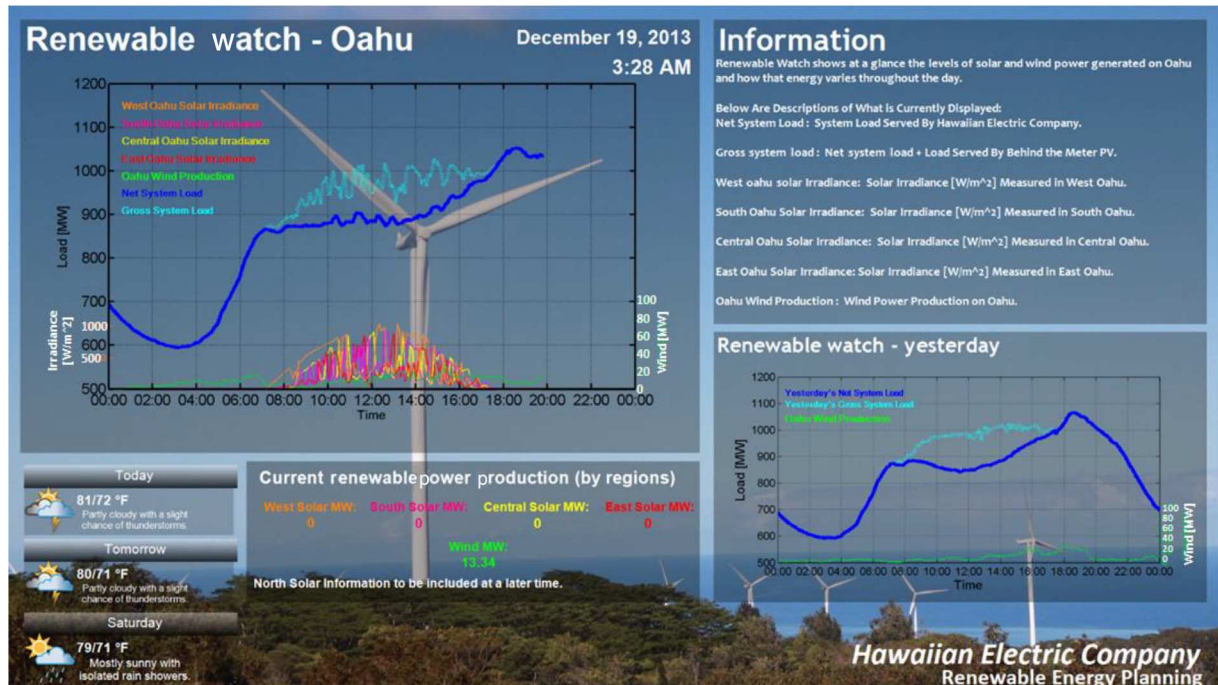 Renewable watch - Oahu
December 19, 2013
3:28 AM
1200
1100
1000
900
800
700
600
500
Load [MW]
Irradiance
[W/m^2]
1000
500
West Oahu Solar Irradiance
South Oahu Solar Irradiance
Central Oahu Solar Irradiance
East Oahu Solar Irradiance
Oahu Wind Production
Net System Load
Gross System Load
100
80
60
40
20
0
Wind [MW]
00:00 02:00 04:00 06:00 08:00 10:00 12:00 14:00 16:00 18:00 20:00 22:00 00:00
Time
Information
Renewable Watch shows at a glance the levels of solar and wind power generated on Oahu
and how that energy varies throughout the day.
Below Are Descriptions of What is Currently Displayed:
Net System Load : System Load Served By Hawaiian Electric Company.
Gross system load : Net system load + Load Served By Behind the Meter PV.
West oahu solar Irradiance: Solar Irradiance [W/m^2] Measured in West Oahu.
South Oahu Solar Irradiance: Solar Irradiance [W/m^2] Measured in South Oahu.
Central Oahu Solar Irradiance: Solar Irradiance [W/m^2] Measured in Central Oahu.
East Oahu Solar Irradiance: Solar Irradiance [W/m^2] Measured in East Oahu.
Oahu Wind Production : Wind Power Production on Oahu.
Renewable watch - yesterday
1200
1100
1000
900
800
700
600
500
Load [MW]
Yesterday's Net System Load
Yesterday's Gross System Load
Oahu Wind Production
100
80
60
40
20
0
Wind [MW]
00:00 02:00 04:00 06:00 08:00 10:00 12:00 14:00 16:00 18:00 20:00 22:00 00:00
Time
Today
81/72 °F
Partly cloudy with a slight
chance of thunderstorms.
Tomorrow
80/71 °F
Partly cloudy with a slight
chance of thunderstorms.
Saturday
79/71 °F
Mostly sunny with
isolated rain showers.
Current renewable power production (by regions)
West Solar MW: South Solar MW: Central Solar MW: East Solar MW:
0 0 0 0
Wind MW:
13.34
North Solar Information to be included at a later time.
Hawaiian Electric Company
Renewable Energy Planning